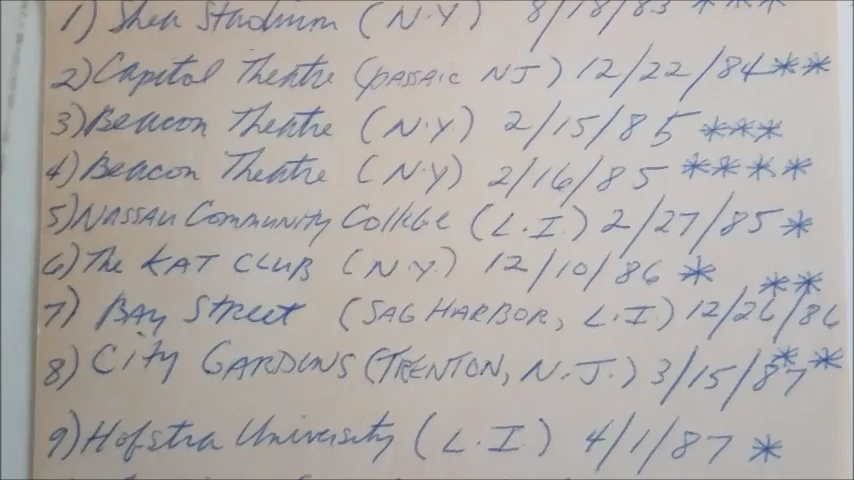 1) Shea Stadium (N.Y) 8/18/83 ***
2) Capitol Theatre (passaic NJ) 12/22/84 **
3) Beacon Theatre (N.Y) 2/15/85 ***
4) Beacon Theatre (N.Y) 2/16/85 ****
5) Nassau Community College (L.I.) 2/27/85 *
6) The KAT CLUB (N.Y.) 12/10/86 *
7) BAY Street (SAG HARBOR, L.I.) 12/26/86 **
8) City GARDENS (TRENTON, N.J.) 3/15/87 **
9) Hofstra University (L.I) 4/1/87 *